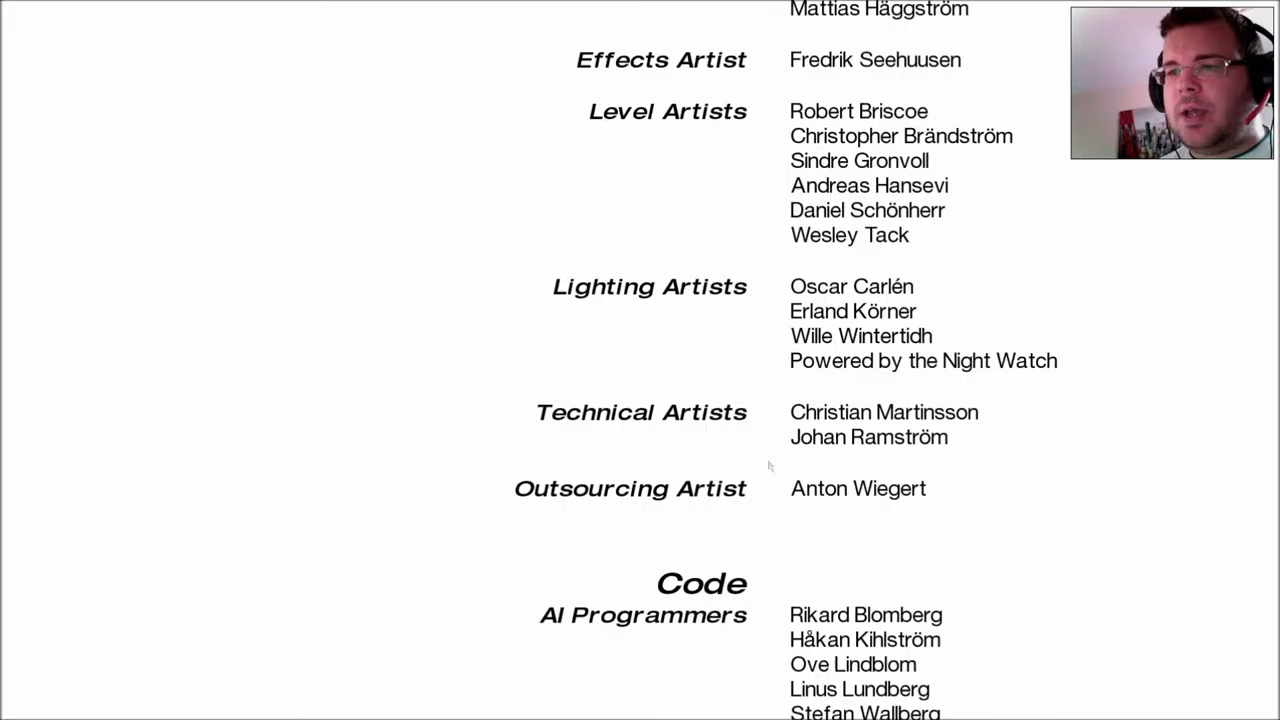 Mattias Häggström
Effects Artist Fredrik Seehuusen
Level Artists Robert Briscoe
Christopher Brändström
Sindre Gronvoll
Andreas Hansevi
Daniel Schönherr
Wesley Tack
Lighting Artists Oscar Carlén
Erland Körner
Wille Wintertidh
Powered by the Night Watch
Technical Artists Christian Martinsson
Johan Ramström
Outsourcing Artist Anton Wiegert
Code
AI Programmers Rikard Blomberg
Håkan Kihlström
Ove Lindblom
Linus Lundberg
Stefan Wallberg